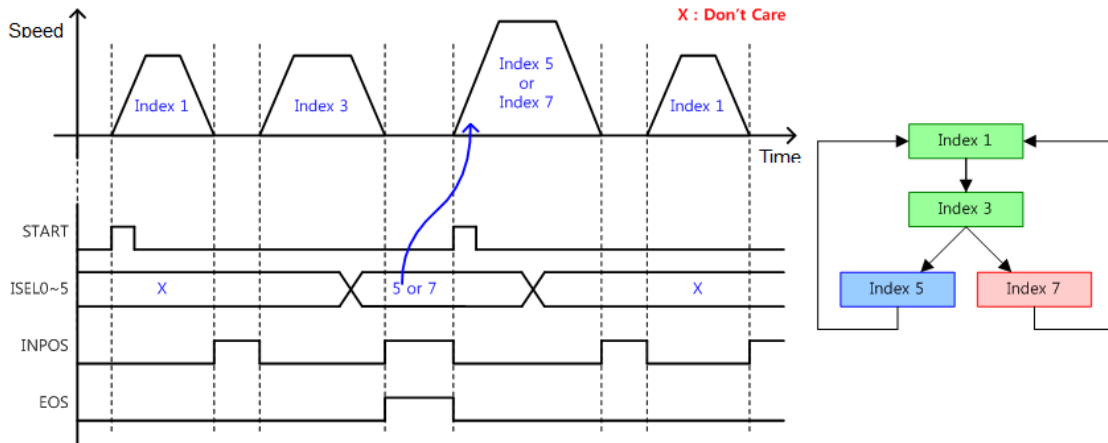 X : Don't Care
Speed
Index 1
Index 3
Index 5
or
Index 7
Index 1
Time
START
ISEL0~5
X
5 or 7
X
INPOS
EOS
Index 1
Index 3
Index 5
Index 7